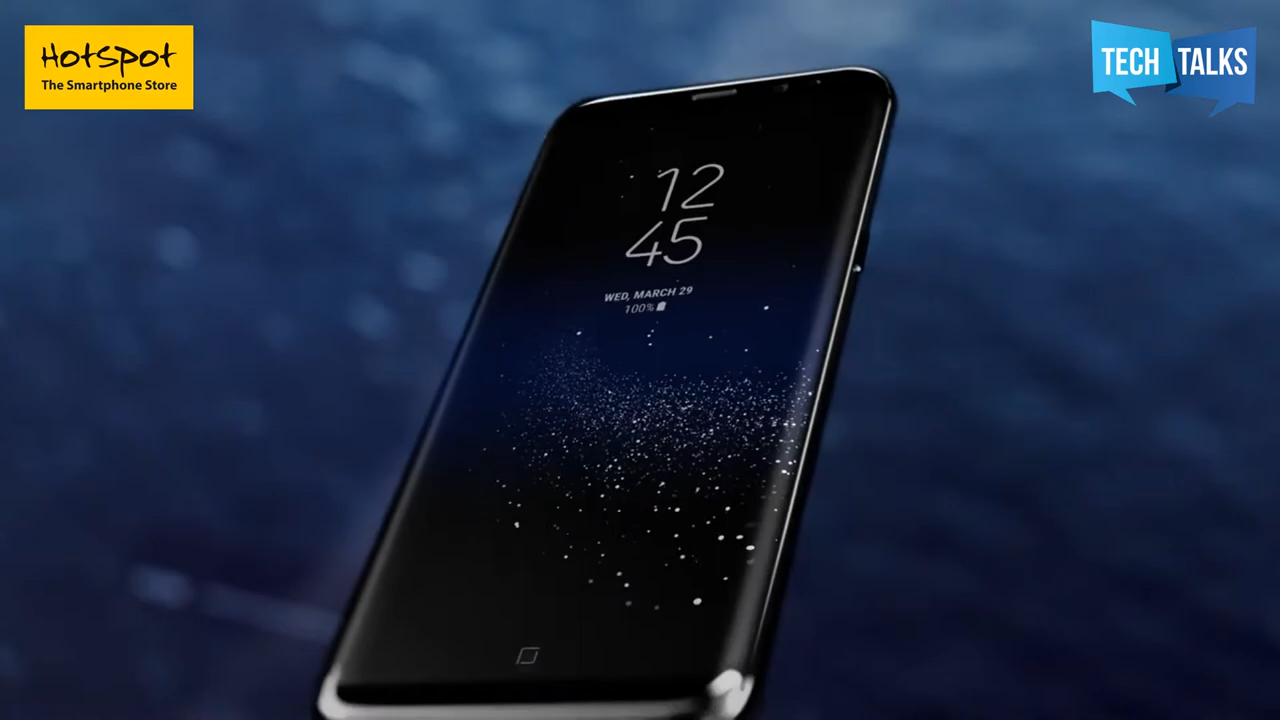 Hotspot
The Smartphone Store
TECH TALKS
12
45
WED, MARCH 29
100%